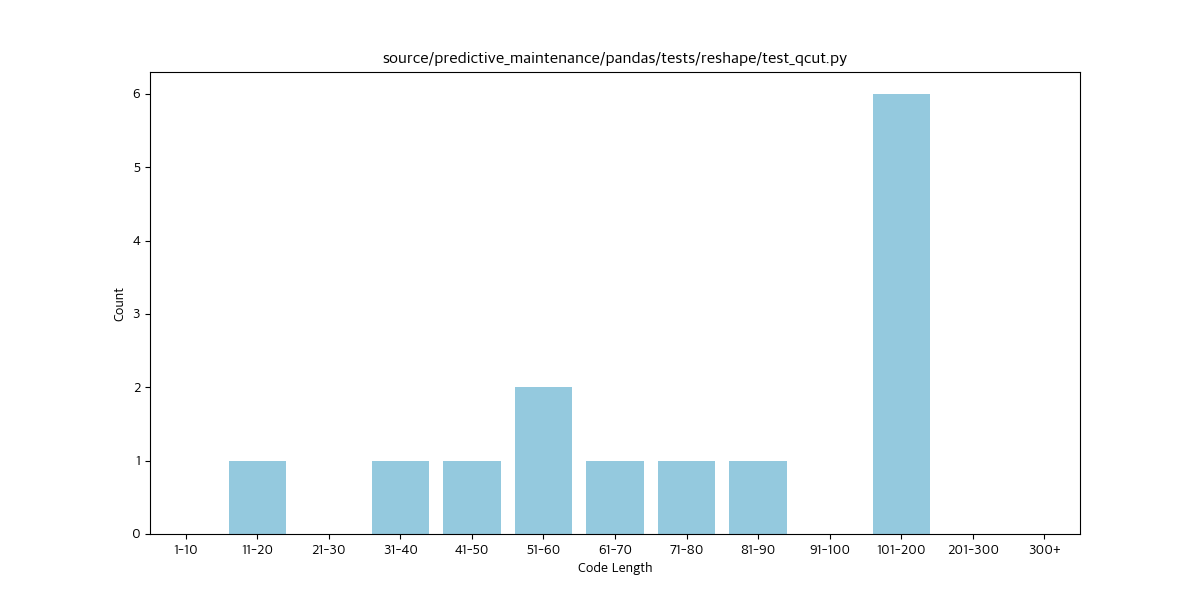 source/predictive_maintenance/pandas/tests/reshape/test_qcut.py
6
5
4
3
2
1
0
Count
1-10 11-20 21-30 31-40 41-50 51-60 61-70 71-80 81-90 91-100 101-200 201-300 300+
Code Length